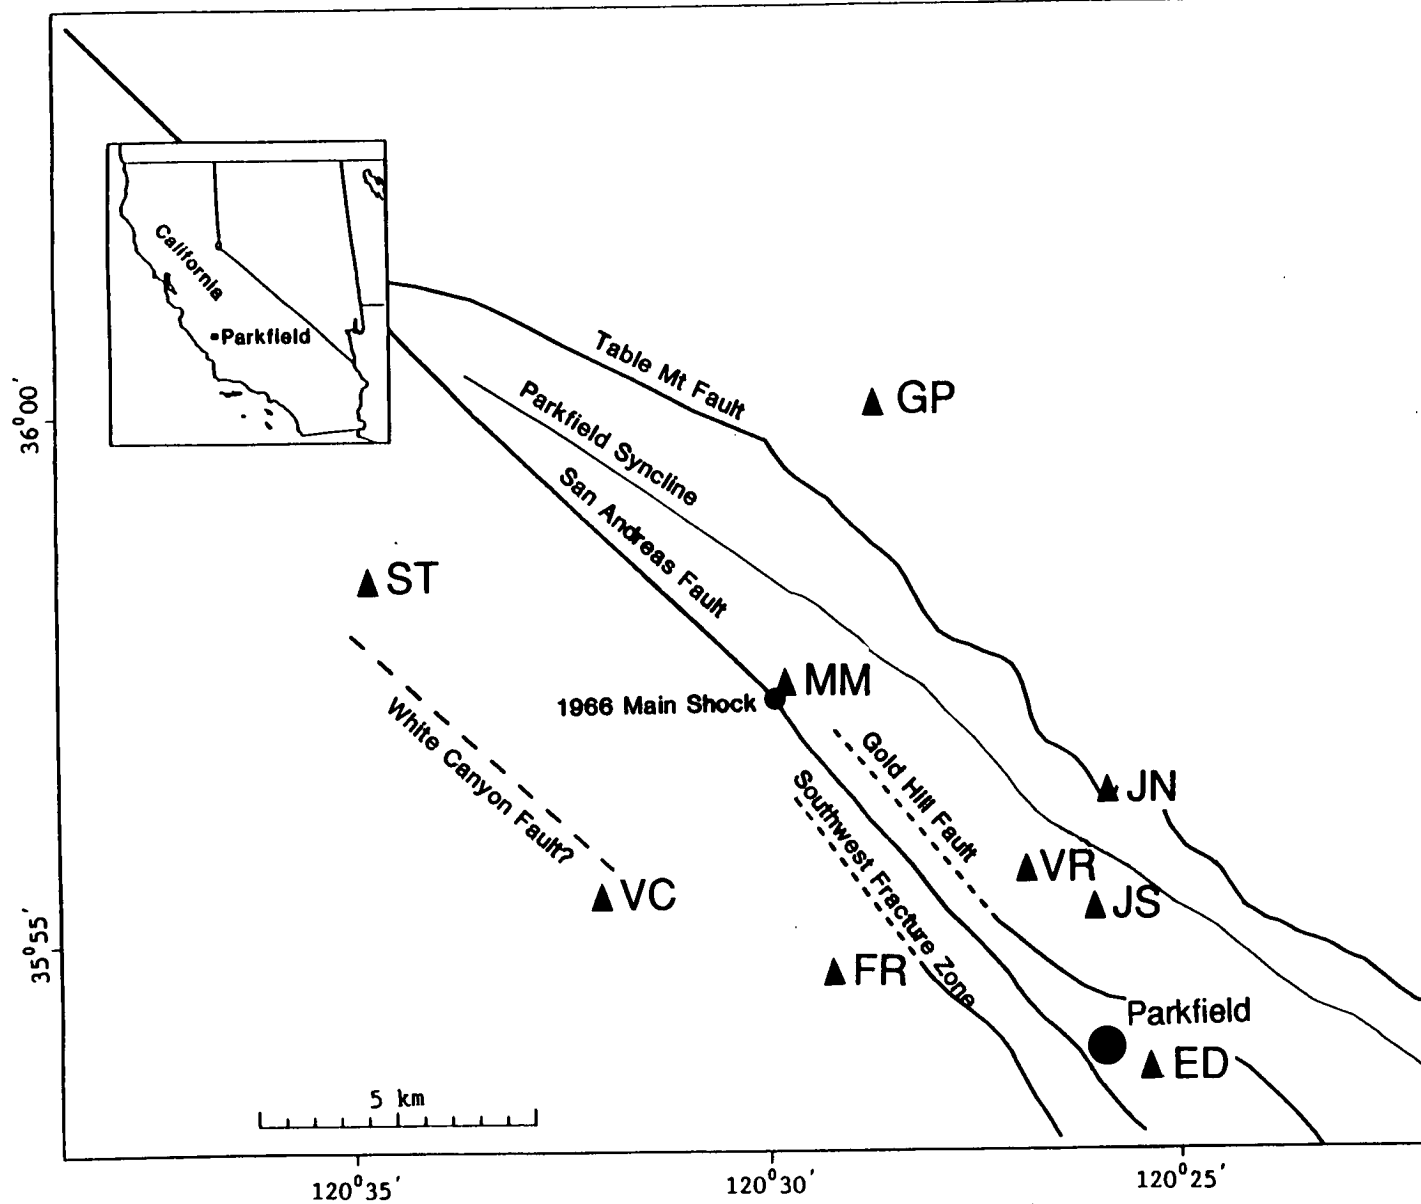 California
Parkfield
Table Mt Fault
GP
36°00'
Parkfield Syncline
San Andreas Fault
ST
MM
1966 Main Shock
White Canyon Fault?
Gold Hill Fault
JN
Southwest Fracture Zone
VR
VC
JS
35°55'
FR
Parkfield
ED
5 km
120°35'
120°30'
120°25'